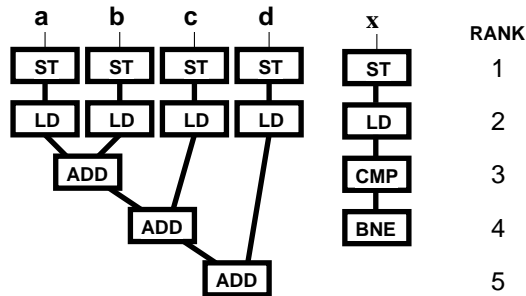 a b c d x
RANK
ST ST ST ST ST 1
LD LD LD LD LD 2
ADD CMP 3
ADD BNE 4
ADD 5